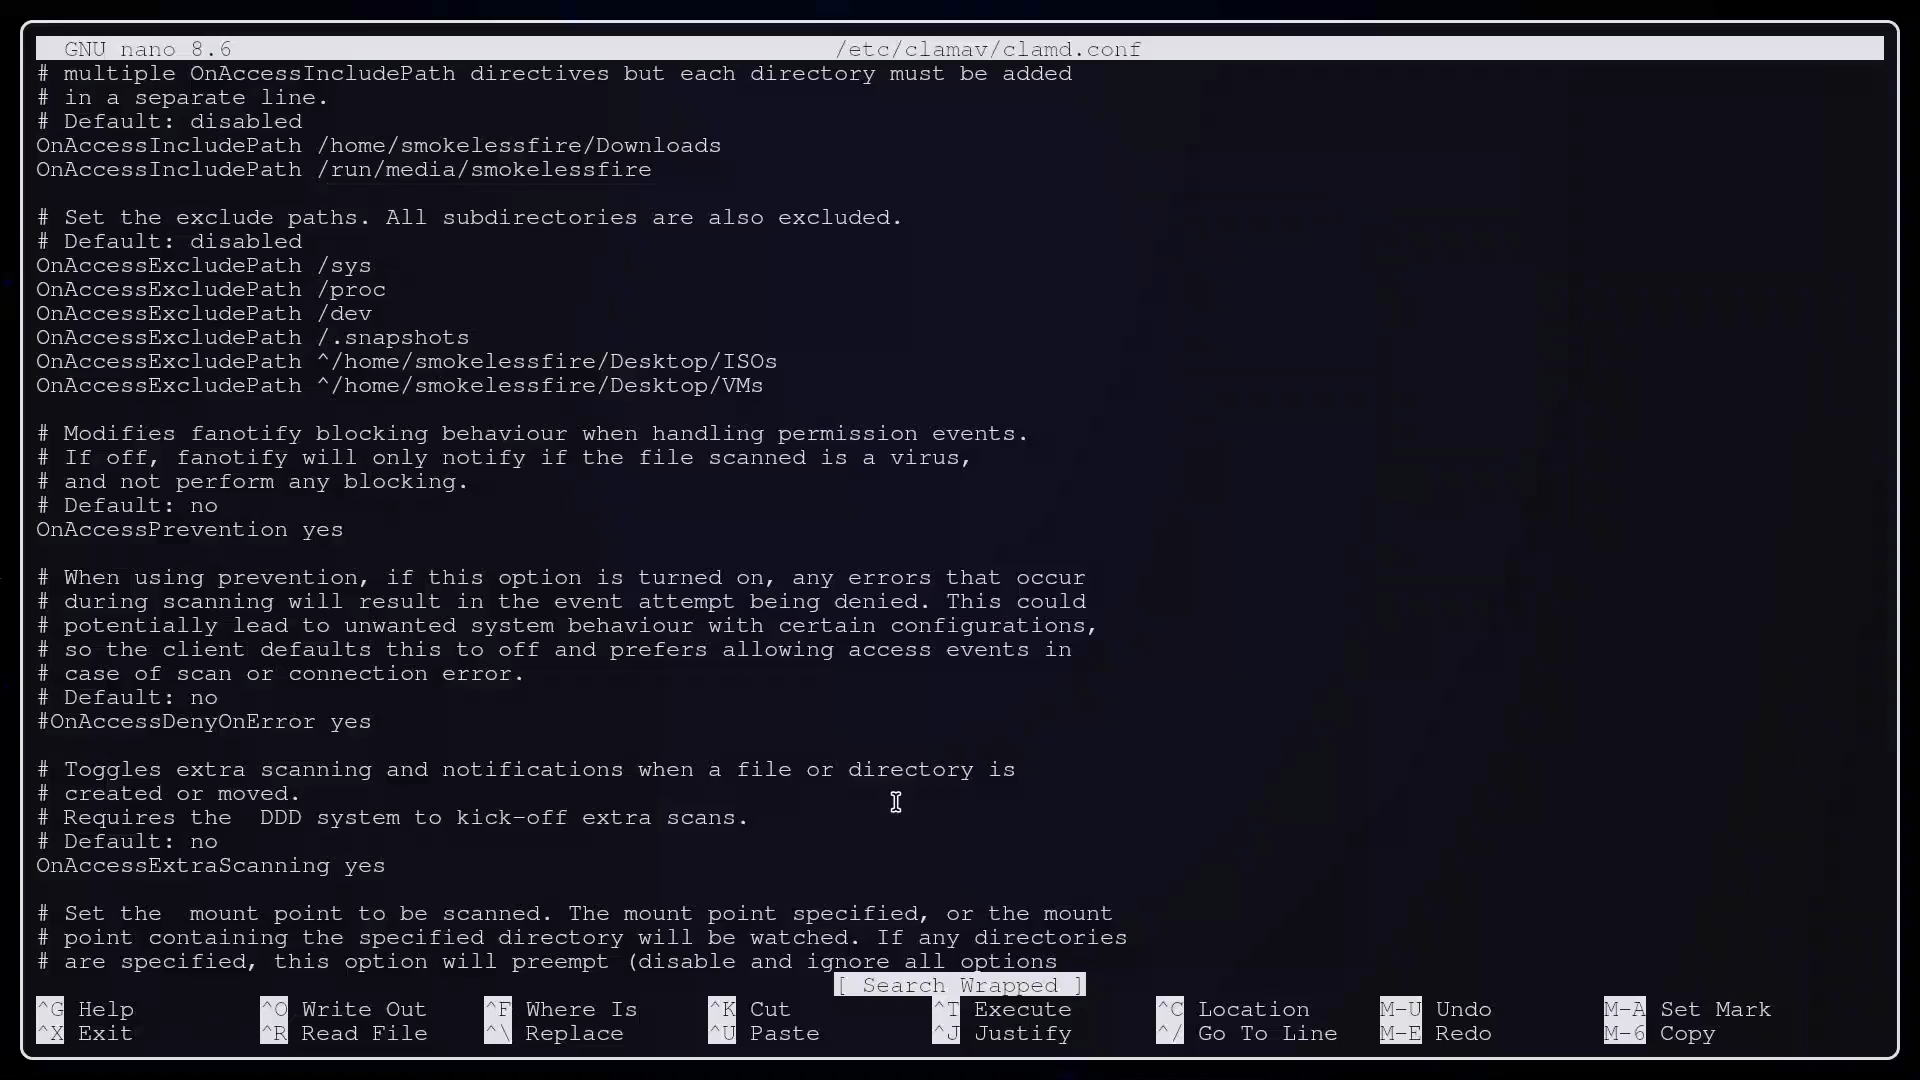 GNU nano 8.6 /etc/clamav/clamd.conf
# multiple OnAccessIncludePath directives but each directory must be added
# in a separate line.
# Default: disabled
OnAccessIncludePath /home/smokelessfire/Downloads
OnAccessIncludePath /run/media/smokelessfire
# Set the exclude paths. All subdirectories are also excluded.
# Default: disabled
OnAccessExcludePath /sys
OnAccessExcludePath /proc
OnAccessExcludePath /dev
OnAccessExcludePath /.snapshots
OnAccessExcludePath ^/home/smokelessfire/Desktop/ISOs
OnAccessExcludePath ^/home/smokelessfire/Desktop/VMs
# Modifies fanotify blocking behaviour when handling permission events.
# If off, fanotify will only notify if the file scanned is a virus,
# and not perform any blocking.
# Default: no
OnAccessPrevention yes
# When using prevention, if this option is turned on, any errors that occur
# during scanning will result in the event attempt being denied. This could
# potentially lead to unwanted system behaviour with certain configurations,
# so the client defaults this to off and prefers allowing access events in
# case of scan or connection error.
# Default: no
#OnAccessDenyOnError yes
# Toggles extra scanning and notifications when a file or directory is
# created or moved.
# Requires the  DDD system to kick-off extra scans.
# Default: no
OnAccessExtraScanning yes
# Set the  mount point to be scanned. The mount point specified, or the mount
# point containing the specified directory will be watched. If any directories
# are specified, this option will preempt (disable and ignore all options
[ Search Wrapped ]
^G Help ^O Write Out ^F Where Is ^K Cut ^T Execute ^C Location M-U Undo M-A Set Mark
^X Exit ^R Read File ^\ Replace ^U Paste ^J Justify ^/ Go To Line M-E Redo M-6 Copy